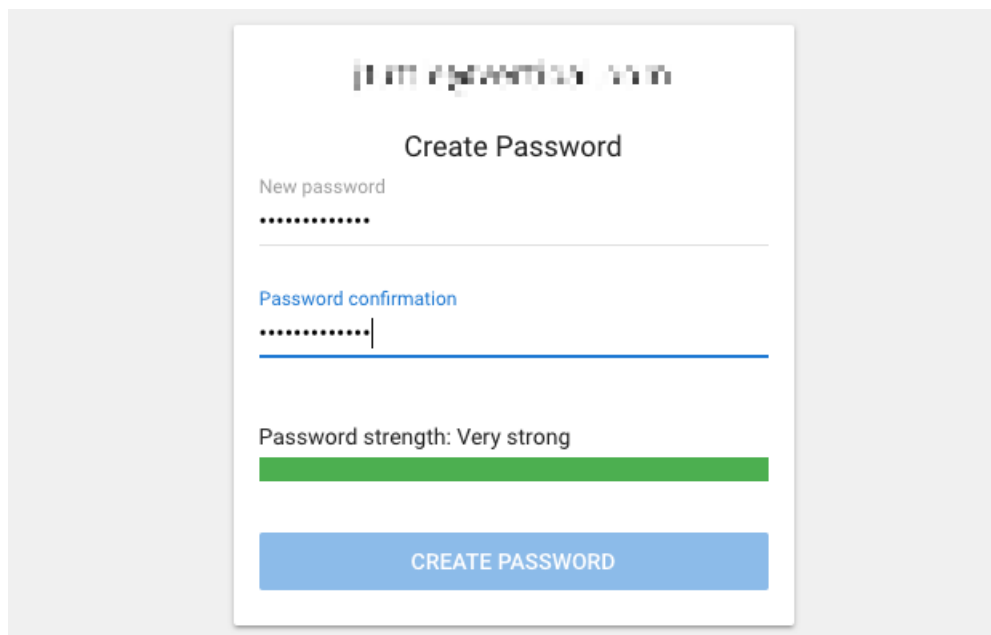 Create Password
New password
•••••••••••••
Password confirmation
•••••••••••••
Password strength: Very strong
CREATE PASSWORD